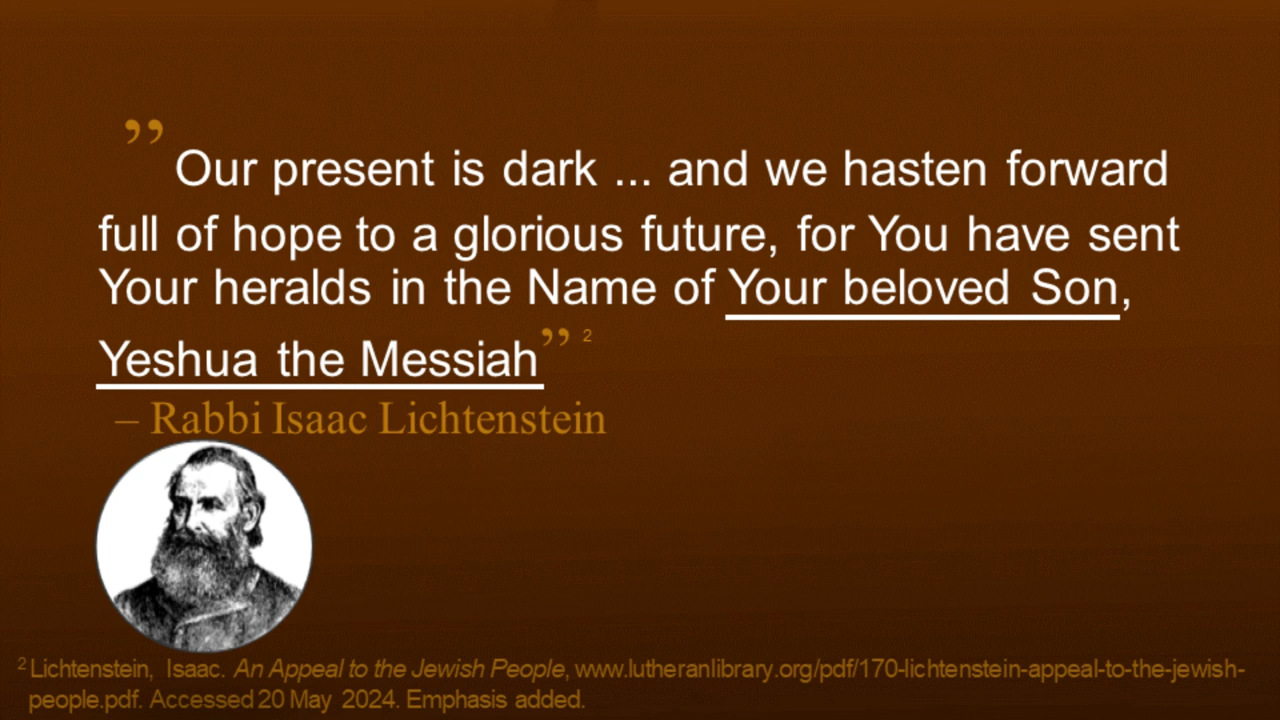 ”Our present is dark ... and we hasten forward
full of hope to a glorious future, for You have sent
Your heralds in the Name of Your beloved Son,
Yeshua the Messiah” 2
– Rabbi Isaac Lichtenstein
2 Lichtenstein, Isaac. An Appeal to the Jewish People, www.lutheranlibrary.org/pdf/170-lichtenstein-appeal-to-the-jewish-
people.pdf. Accessed 20 May 2024. Emphasis added.